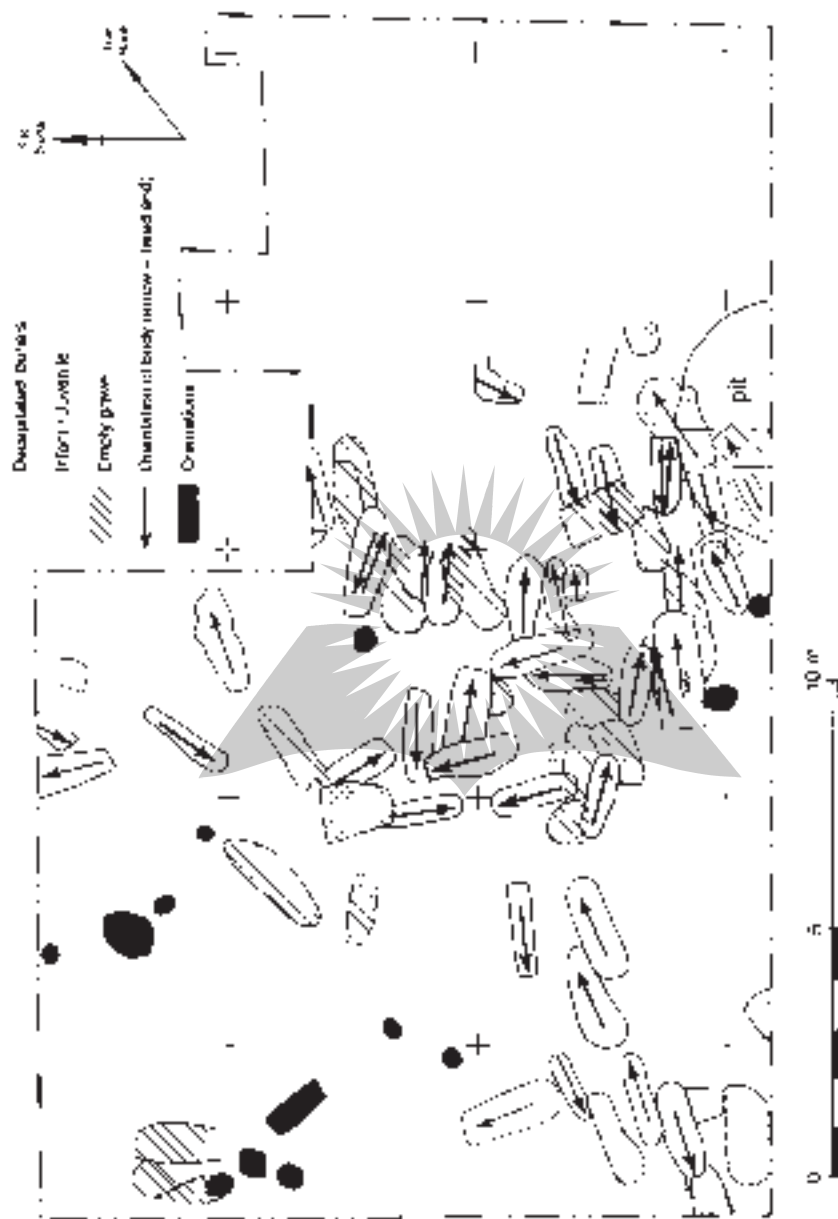 Decapitated burials
Infant / Juvenile
Empty grave
Orientation of body (arrow = head end)
Cremations
pit
0
5
10 m